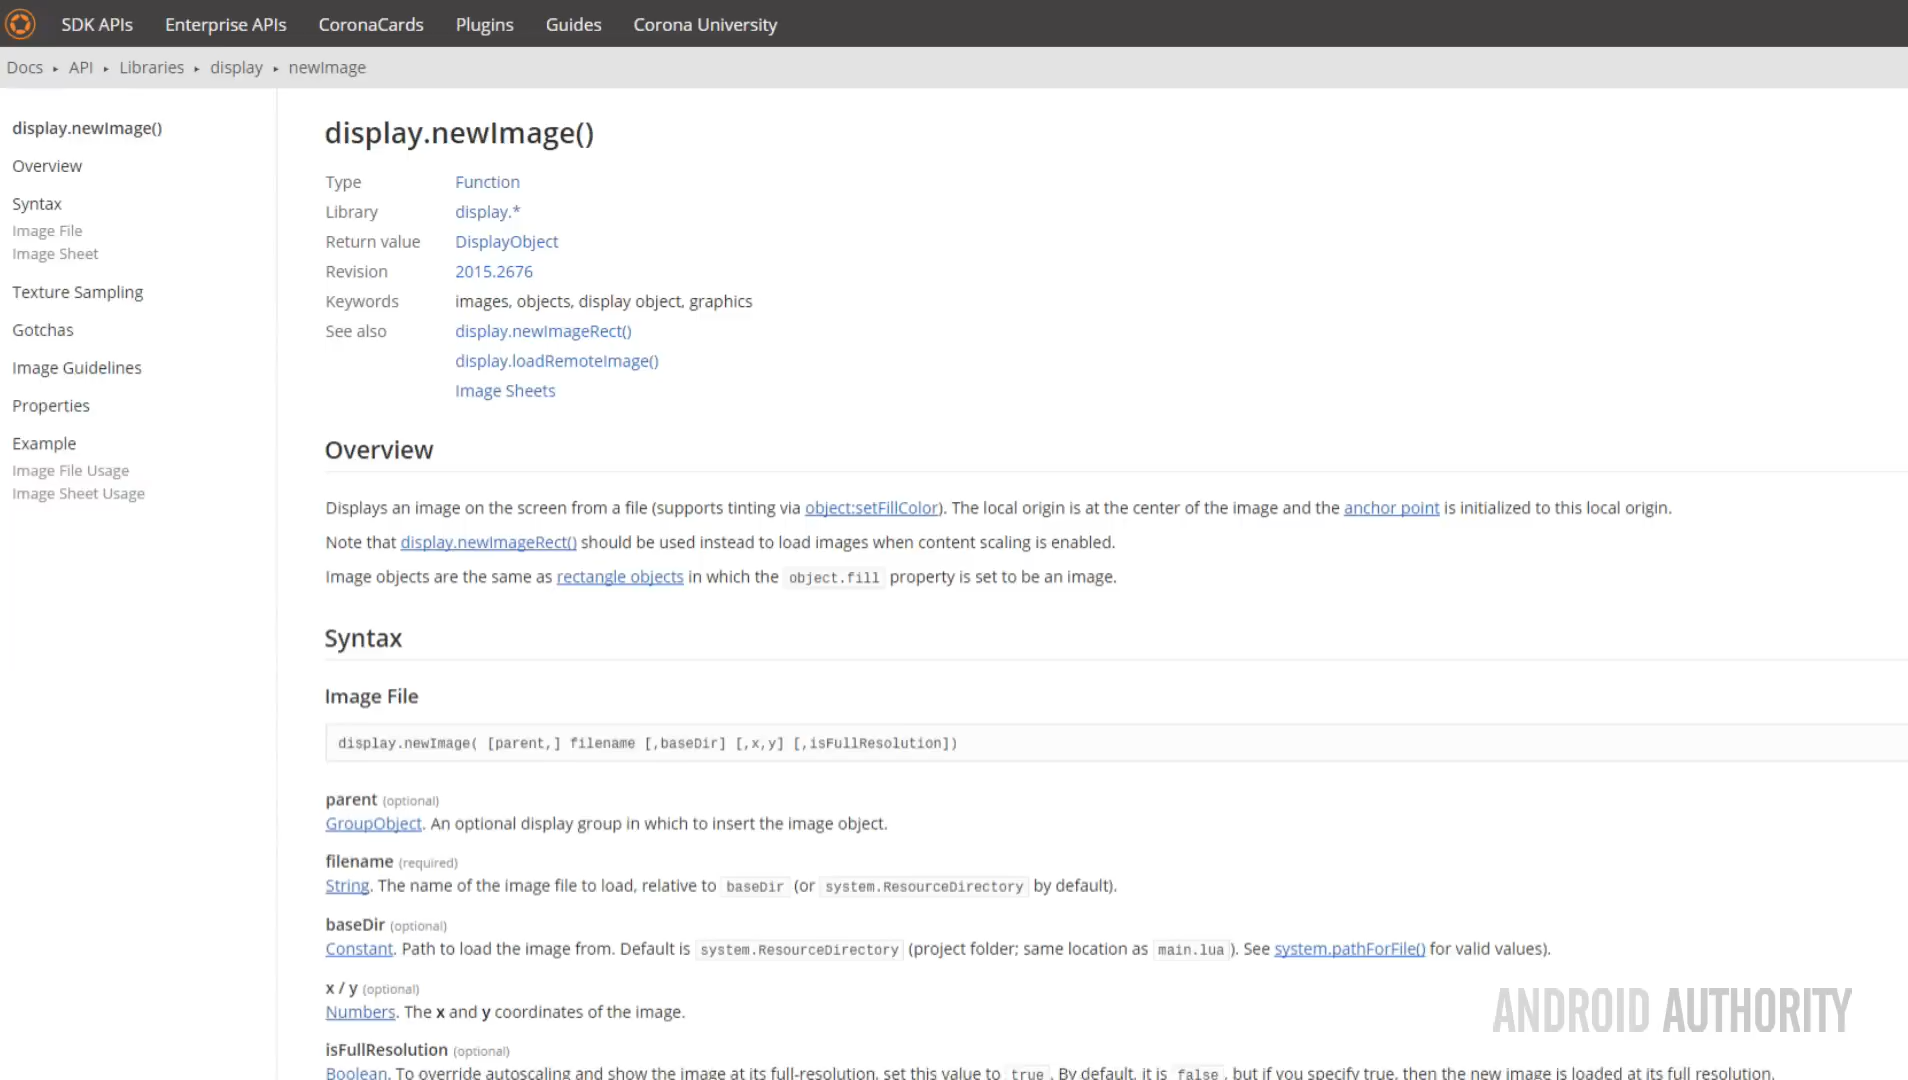 SDK APIs Enterprise APIs CoronaCards Plugins Guides Corona University
Docs ▸ API ▸ Libraries ▸ display ▸ newImage
display.newImage()
Overview
Syntax
Image File
Image Sheet
Texture Sampling
Gotchas
Image Guidelines
Properties
Example
Image File Usage
Image Sheet Usage
display.newImage()
Type Function
Library display.*
Return value DisplayObject
Revision 2015.2676
Keywords images, objects, display object, graphics
See also display.newImageRect()
display.loadRemoteImage()
Image Sheets
Overview
Displays an image on the screen from a file (supports tinting via object:setFillColor). The local origin is at the center of the image and the anchor point is initialized to this local origin.
Note that display.newImageRect() should be used instead to load images when content scaling is enabled.
Image objects are the same as rectangle objects in which the object.fill property is set to be an image.
Syntax
Image File
display.newImage( [parent,] filename [,baseDir] [,x,y] [,isFullResolution])
parent (optional)
GroupObject. An optional display group in which to insert the image object.
filename (required)
String. The name of the image file to load, relative to baseDir (or system.ResourceDirectory by default).
baseDir (optional)
Constant. Path to load the image from. Default is system.ResourceDirectory (project folder; same location as main.lua). See system.pathForFile() for valid values).
x / y (optional)
Numbers. The x and y coordinates of the image.
isFullResolution (optional)
Boolean. To override autoscaling and show the image at its full-resolution, set this value to true. By default, it is false, but if you specify true, then the new image is loaded at its full resolution.
ANDROID AUTHORITY